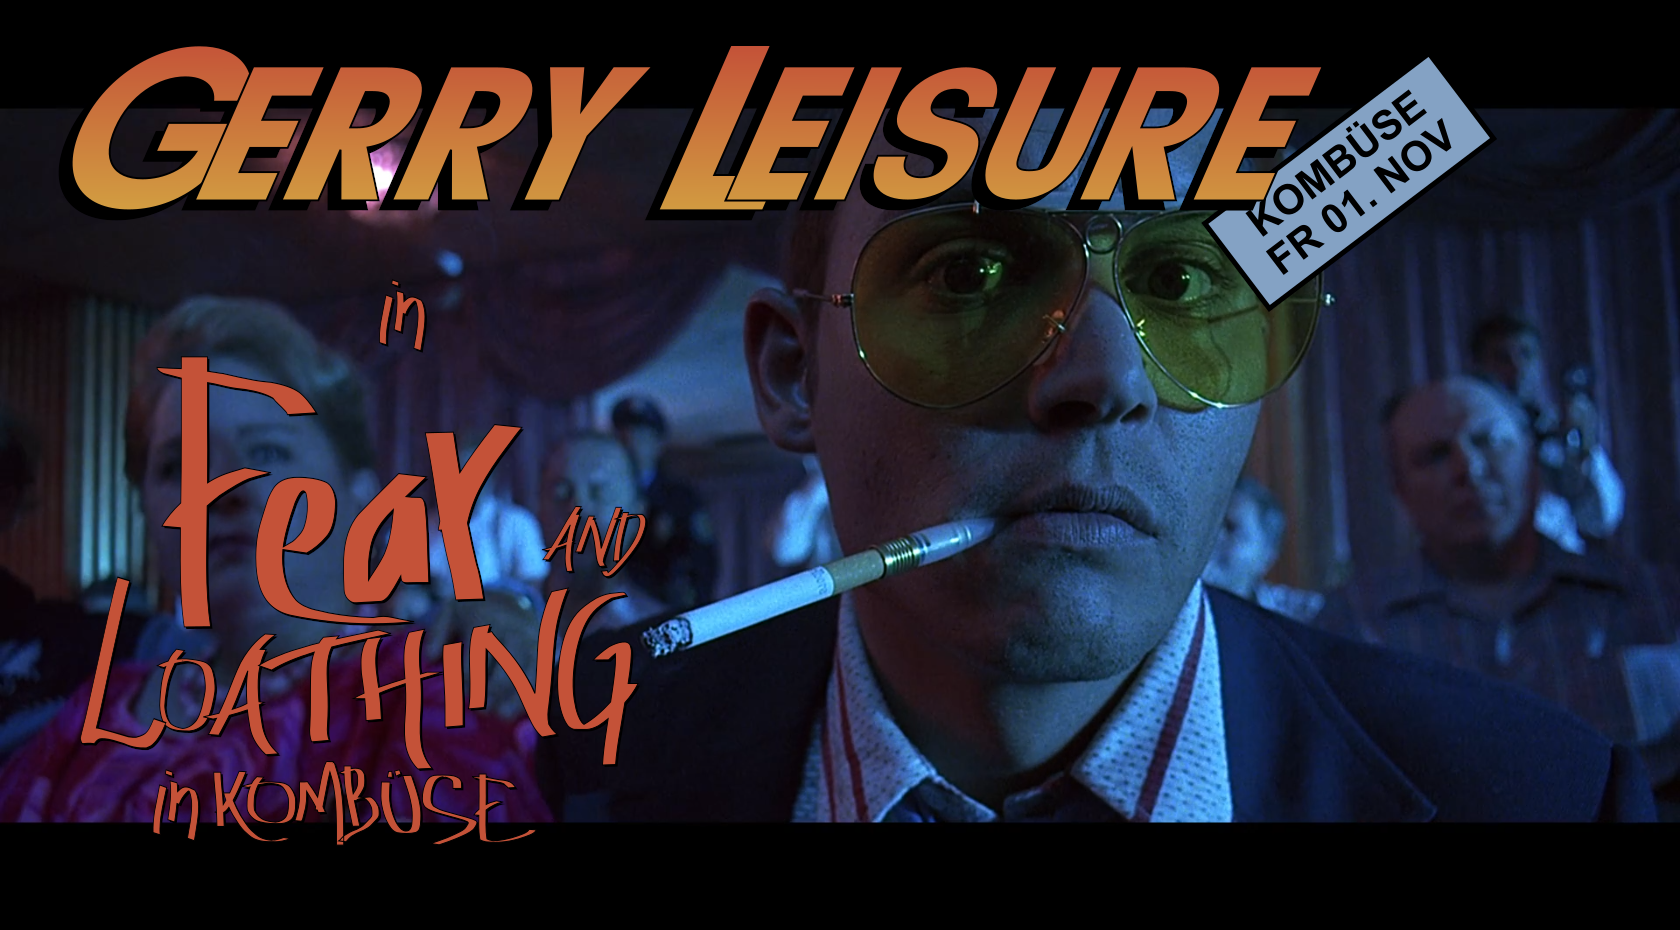 GERRY LEISURE
KOMBÜSE
FR 01. NOV
in
Fear AND
LOATHING
in KOMBÜSE